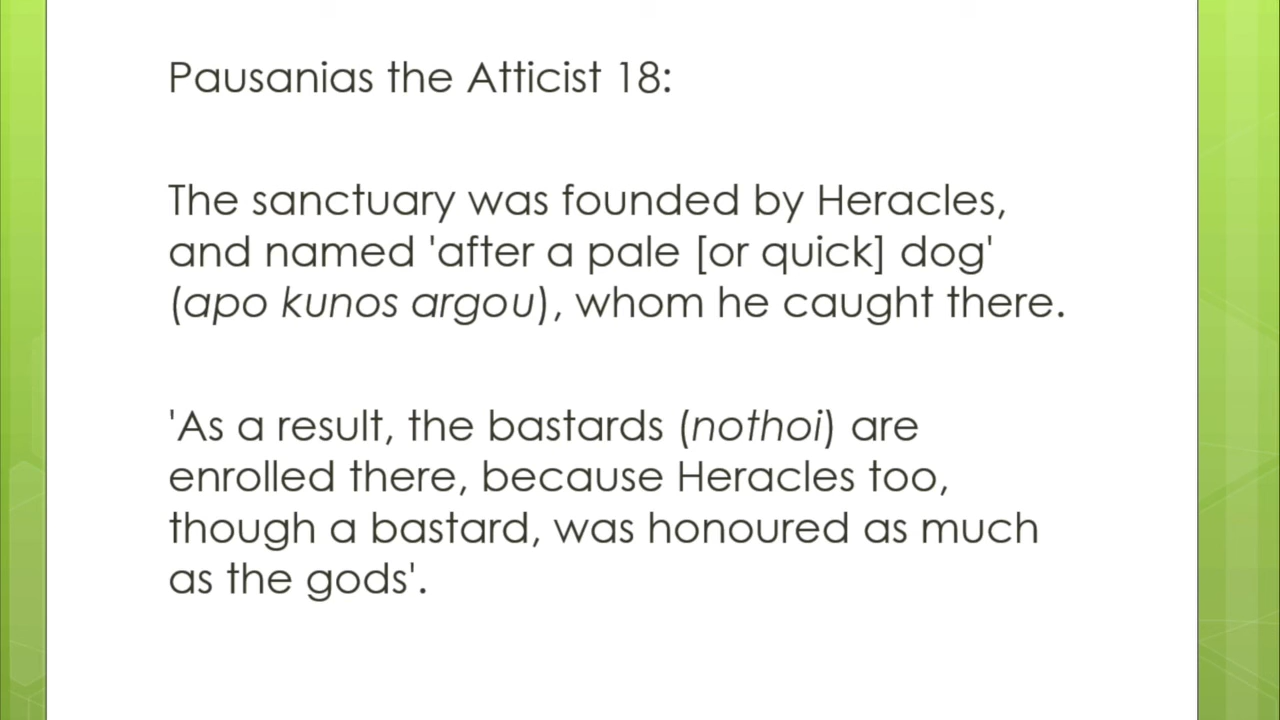 Pausanias the Atticist 18:
The sanctuary was founded by Heracles,
and named 'after a pale [or quick] dog'
(apo kunos argou), whom he caught there.
'As a result, the bastards (nothoi) are
enrolled there, because Heracles too,
though a bastard, was honoured as much
as the gods'.